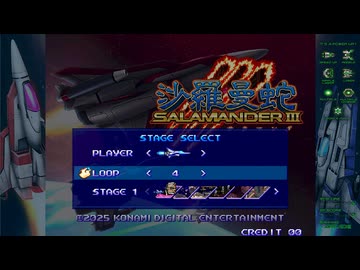 沙羅曼蛇
SALAMANDER III
STAGE SELECT
PLAYER < >
LOOP < 4 >
STAGE 1 < >
©2025 KONAMI DIGITAL ENTERTAINMENT
CREDIT 00